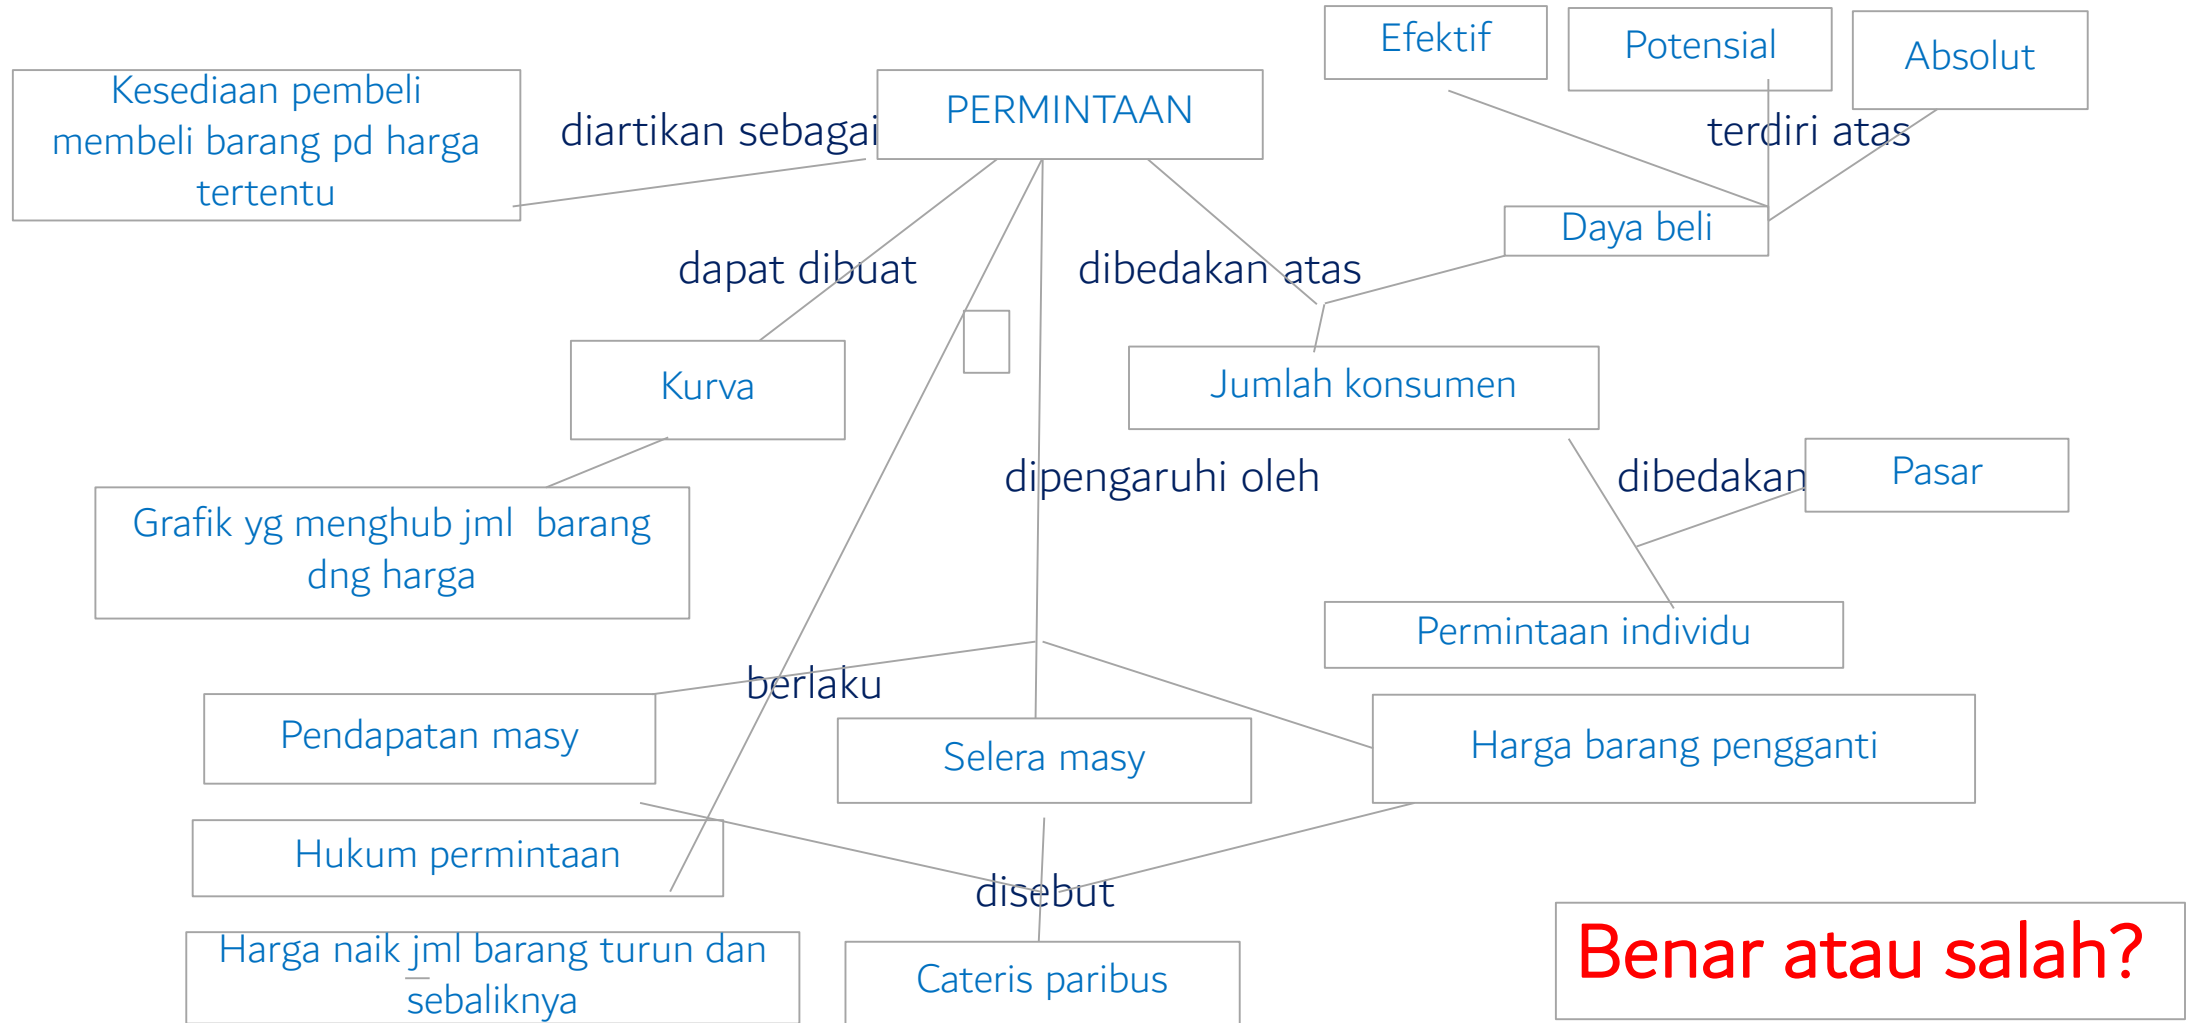 Efektif
Potensial
Absolut
Kesediaan pembeli
membeli barang pd harga
tertentu
diartikan sebagai
PERMINTAAN
terdiri atas
Daya beli
dapat dibuat
dibedakan atas
Kurva
Jumlah konsumen
dipengaruhi oleh
dibedakan
Pasar
Grafik yg menghub jml barang
dng harga
Permintaan individu
berlaku
Pendapatan masy
Selera masy
Harga barang pengganti
Hukum permintaan
disebut
Harga naik jml barang turun dan
sebaliknya
Cateris paribus
Benar atau salah?